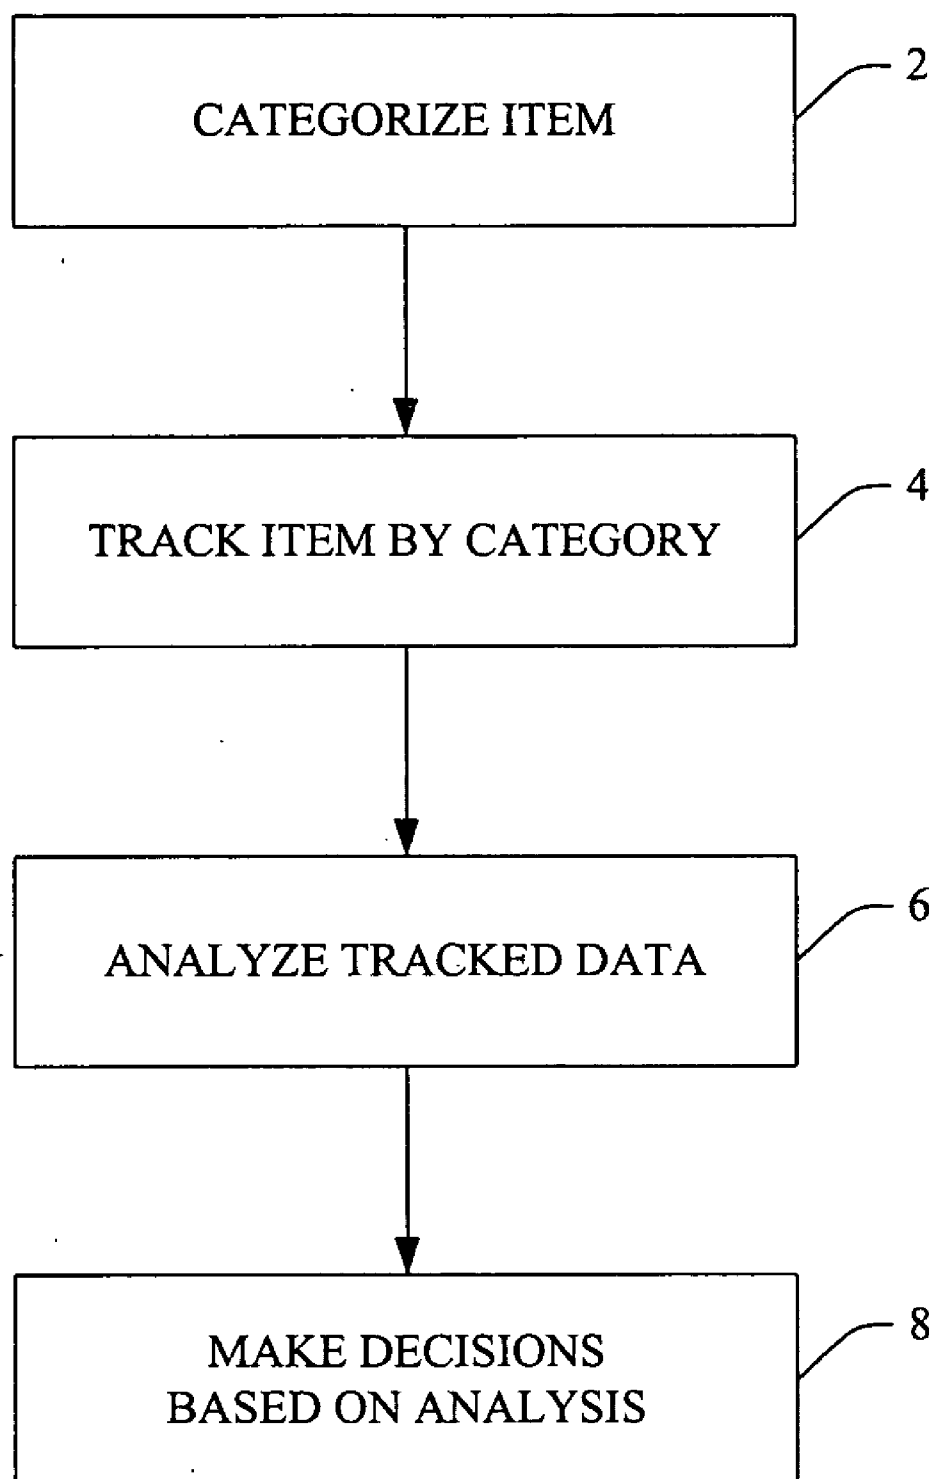 CATEGORIZE ITEM
2
TRACK ITEM BY CATEGORY
4
ANALYZE TRACKED DATA
6
MAKE DECISIONS
BASED ON ANALYSIS
8